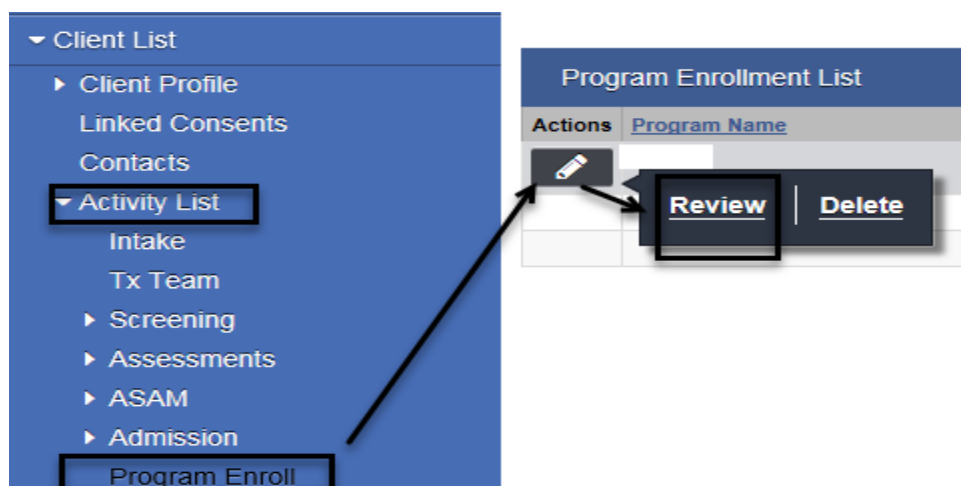 Client List
Client Profile
Linked Consents
Contacts
Activity List
Intake
Tx Team
Screening
Assessments
ASAM
Admission
Program Enroll
Program Enrollment List
Actions Program Name
Review Delete